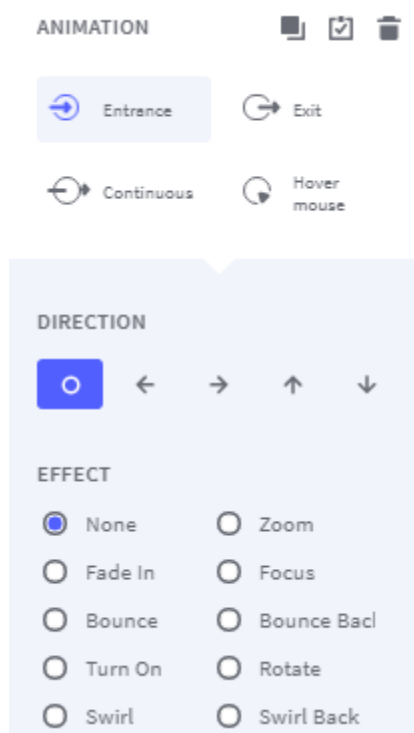 ANIMATION
Entrance
Exit
Continuous
Hover
mouse
DIRECTION
EFFECT
None
Zoom
Fade In
Focus
Bounce
Bounce Bacl
Turn On
Rotate
Swirl
Swirl Back